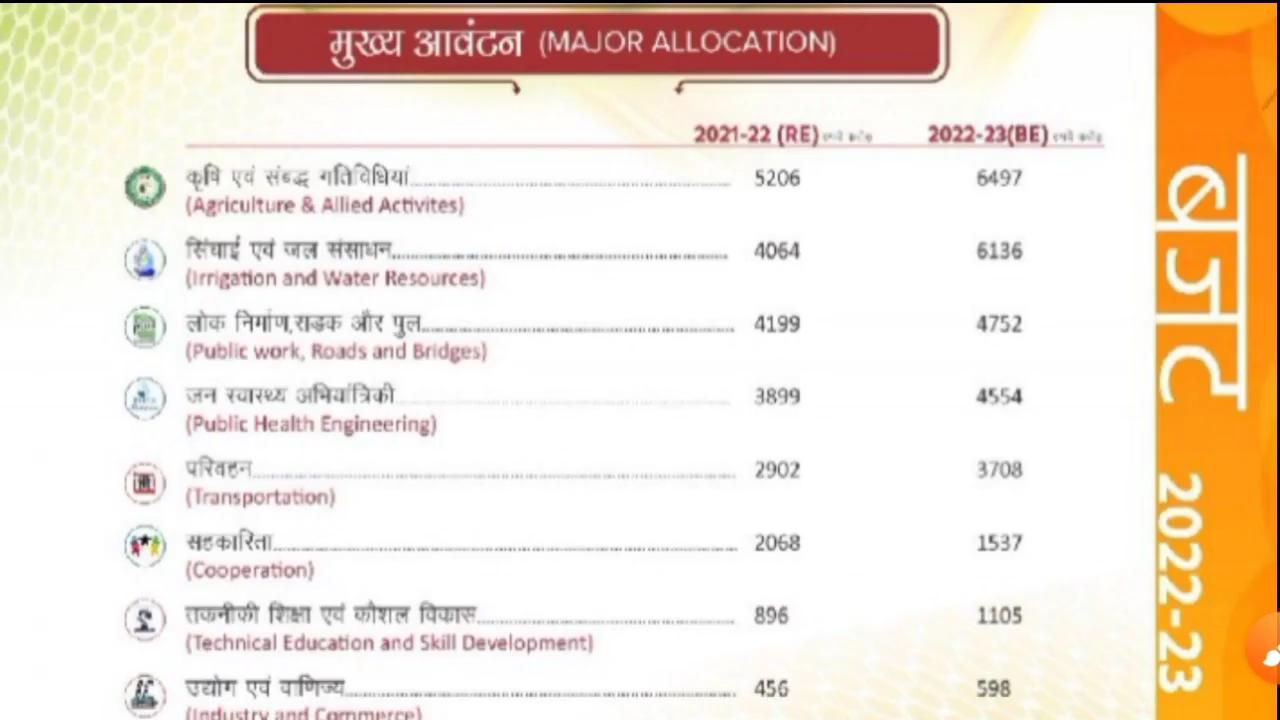 मुख्य आवंटन (MAJOR ALLOCATION)
2021-22 (RE) 2022-23(BE)
कृषि एवं संबद्ध गतिविधियां 5206 6497
(Agriculture & Allied Activites)
सिंचाई एवं जल संसाधन 4064 6136
(Irrigation and Water Resources)
लोक निर्माण,सडक और पुल 4199 4752
(Public work, Roads and Bridges)
जन स्वास्थ्य अभियांत्रिकी 3899 4554
(Public Health Engineering)
परिवहन 2902 3708
(Transportation)
सहकारिता 2068 1537
(Cooperation)
तकनीकी शिक्षा एवं कौशल विकास 896 1105
(Technical Education and Skill Development)
उद्योग एवं वाणिज्य 456 598
(Industry and Commerce)
बजट 2022-23